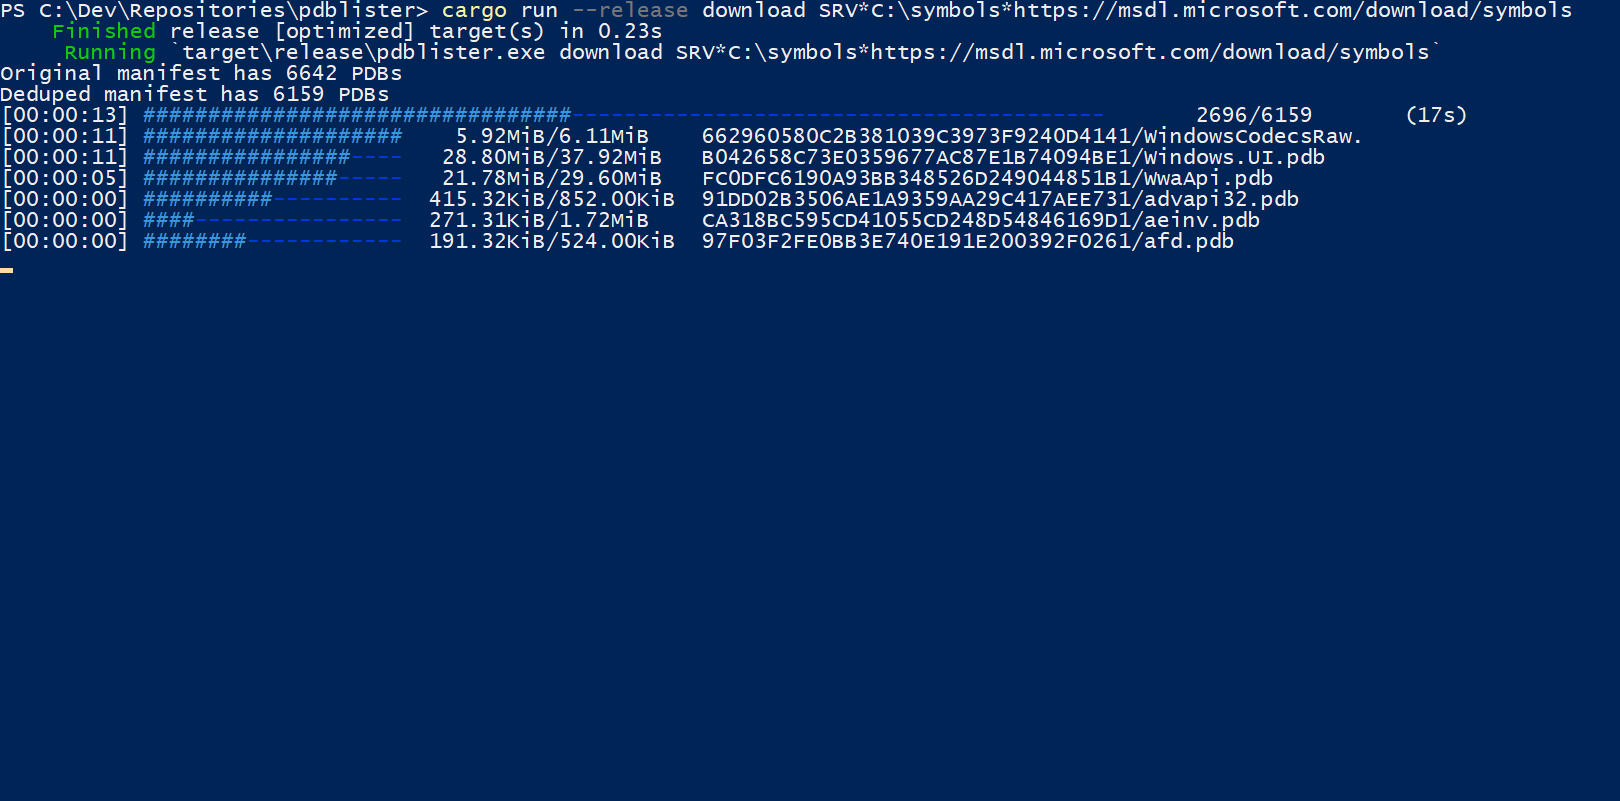 PS C:\Dev\Repositories\pdblister> cargo run --release download SRV*C:\symbols*https://msdl.microsoft.com/download/symbols
    Finished release [optimized] target(s) in 0.23s
     Running `target\release\pdblister.exe download SRV*C:\symbols*https://msdl.microsoft.com/download/symbols`
Original manifest has 6642 PDBs
Deduped manifest has 6159 PDBs
[00:00:13] #################################----------------------------------------- 2696/6159 (17s)
[00:00:11] #################### 5.92MiB/6.11MiB 662960580C2B381039C3973F9240D4141/WindowsCodecsRaw.
[00:00:11] ################---- 28.80MiB/37.92MiB B042658C73E0359677AC87E1B74094BE1/Windows.UI.pdb
[00:00:05] ###############----- 21.78MiB/29.60MiB FC0DFC6190A93BB348526D249044851B1/WwaApi.pdb
[00:00:00] ##########---------- 415.32KiB/852.00KiB 91DD02B3506AE1A9359AA29C417AEE731/advapi32.pdb
[00:00:00] ####---------------- 271.31KiB/1.72MiB CA318BC595CD41055CD248D54846169D1/aeinv.pdb
[00:00:00] ########------------ 191.32KiB/524.00KiB 97F03F2FE0BB3E740E191E200392F0261/afd.pdb